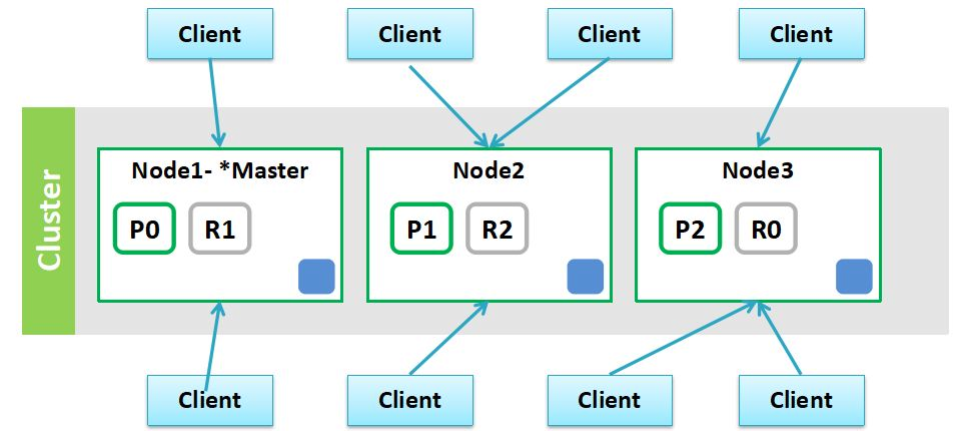 Client
Client
Client
Client
Cluster
Node1- *Master
P0
R1
Node2
P1
R2
Node3
P2
R0
Client
Client
Client
Client